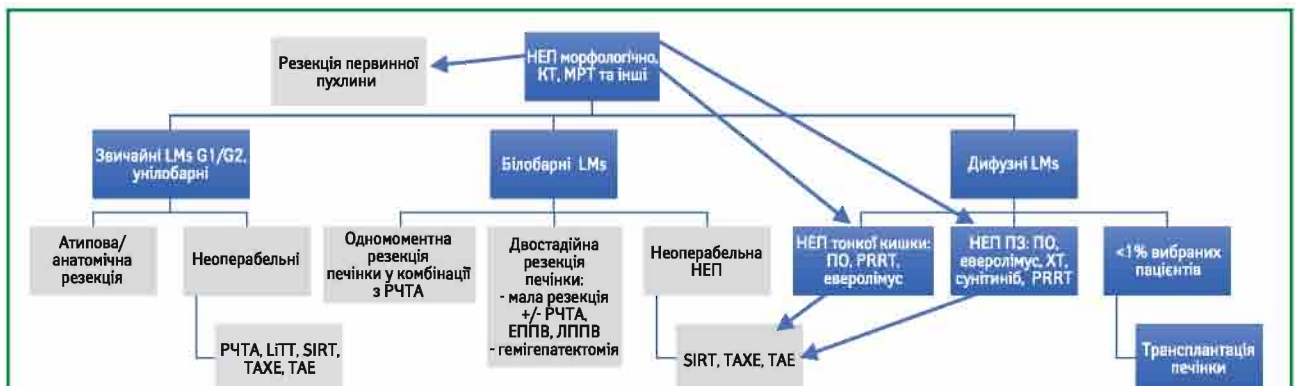 Резекція первинної
пухлини
НЕП морфологічно,
КТ, МРТ та інші
Звичайні LMs G1/G2,
унілобарні
Білобарні LMs
Дифузні LMs
Атипова/
анатомічна
резекція
Неоперабельні
Одномоментна
резекція
печінки у комбінації
з РЧТА
Двостадійна
резекція
печінки:
- мала резекція
+/- РЧТА,
ЕППВ, ЛППВ
- гемігепатектомія
Неоперабельна
НЕП
НЕП тонкої кишки:
ПО, PRRT,
еверолімус
НЕП ПЗ: ПО,
еверолімус, ХТ,
сунітиніб, PRRT
<1% вибраних
пацієнтів
РЧТА, LiTT, SIRT,
ТАХЕ, ТАЕ
SIRT, ТАХЕ, ТАЕ
Трансплантація
печінки